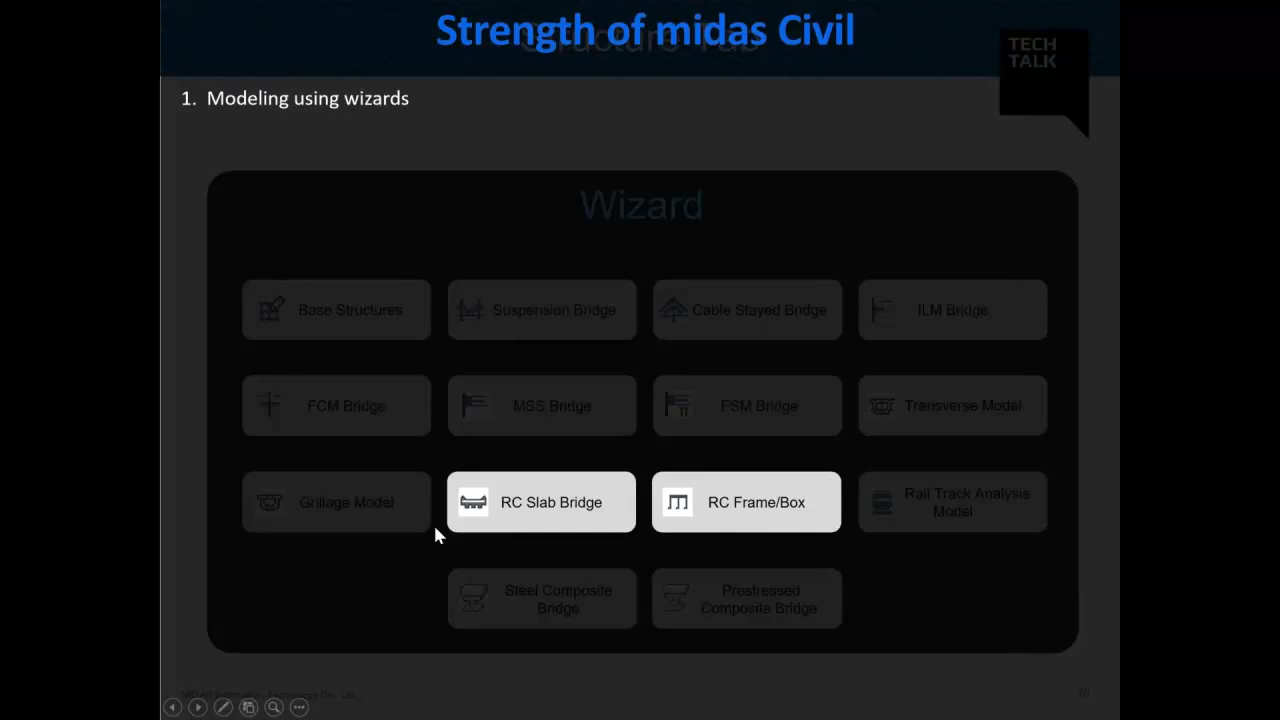 Strength of midas Civil
Structure Tab
TECH
TALK
1. Modeling using wizards
Wizard
Base Structures
Suspension Bridge
Cable Stayed Bridge
ILM Bridge
FCM Bridge
MSS Bridge
FSM Bridge
Transverse Model
Grillage Model
RC Slab Bridge
RC Frame/Box
Rail Track Analysis
Model
Steel Composite
Bridge
Prestressed
Composite Bridge